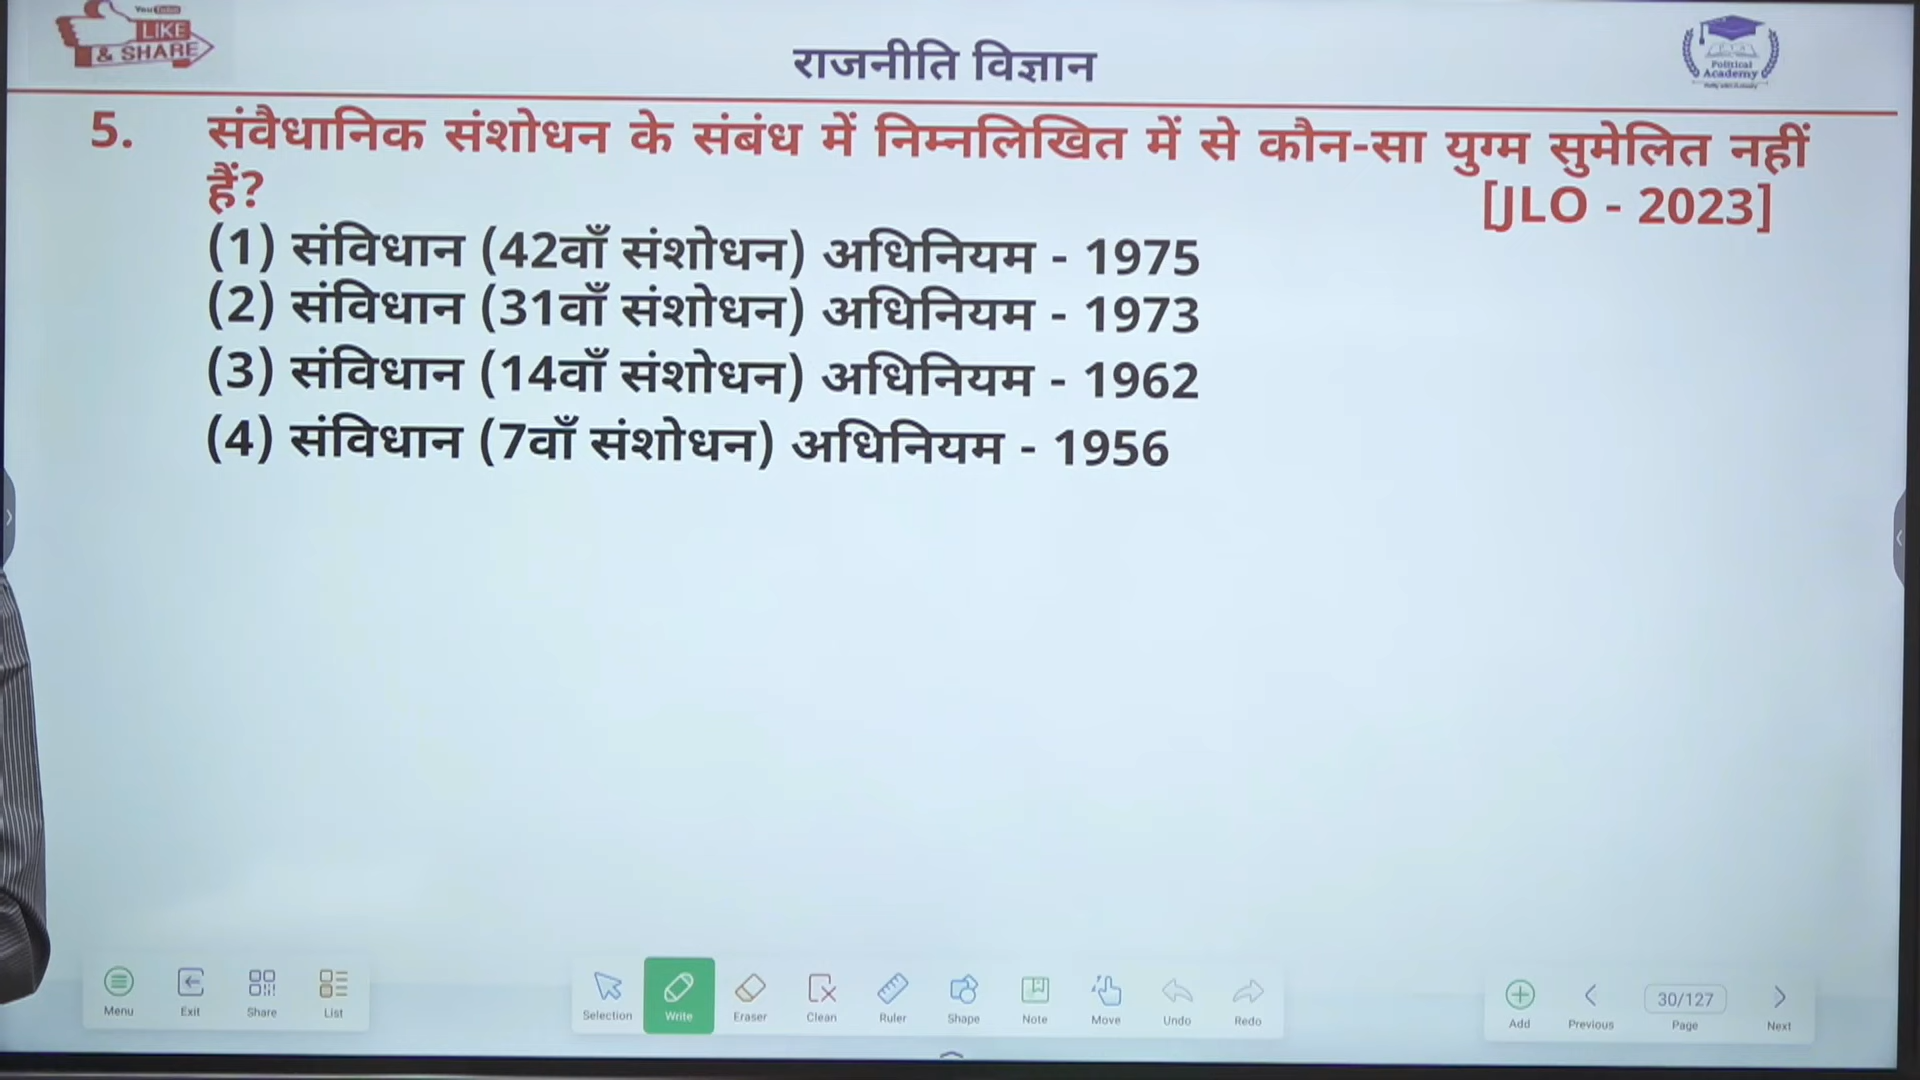 YouTube
LIKE
& SHARE
राजनीति विज्ञान
Political
Academy
5. संवैधानिक संशोधन के संबंध में निम्नलिखित में से कौन-सा युग्म सुमेलित नहीं
हैं? [JLO - 2023]
(1) संविधान (42वाँ संशोधन) अधिनियम - 1975
(2) संविधान (31वाँ संशोधन) अधिनियम - 1973
(3) संविधान (14वाँ संशोधन) अधिनियम - 1962
(4) संविधान (7वाँ संशोधन) अधिनियम - 1956
Menu Exit Share List Selection Write Eraser Clean Ruler Shape Note Move Undo Redo Add Previous 30/127 Page Next